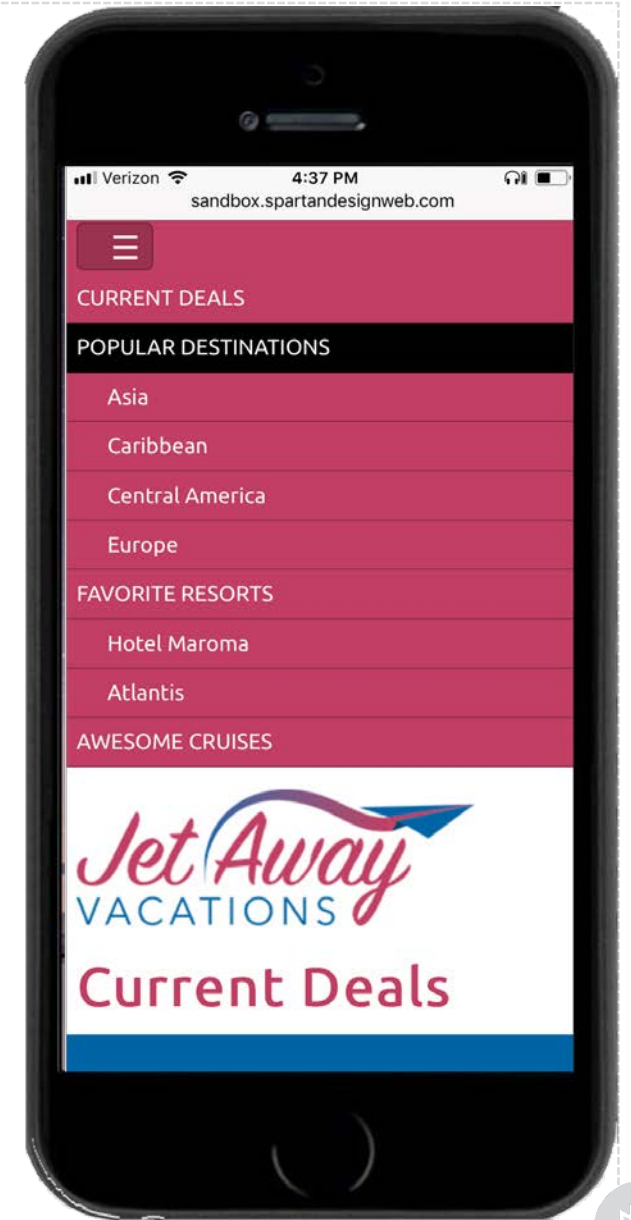 Verizon 4:37 PM
sandbox.spartandesignweb.com
CURRENT DEALS
POPULAR DESTINATIONS
Asia
Caribbean
Central America
Europe
FAVORITE RESORTS
Hotel Maroma
Atlantis
AWESOME CRUISES
Jet Away
VACATIONS
Current Deals